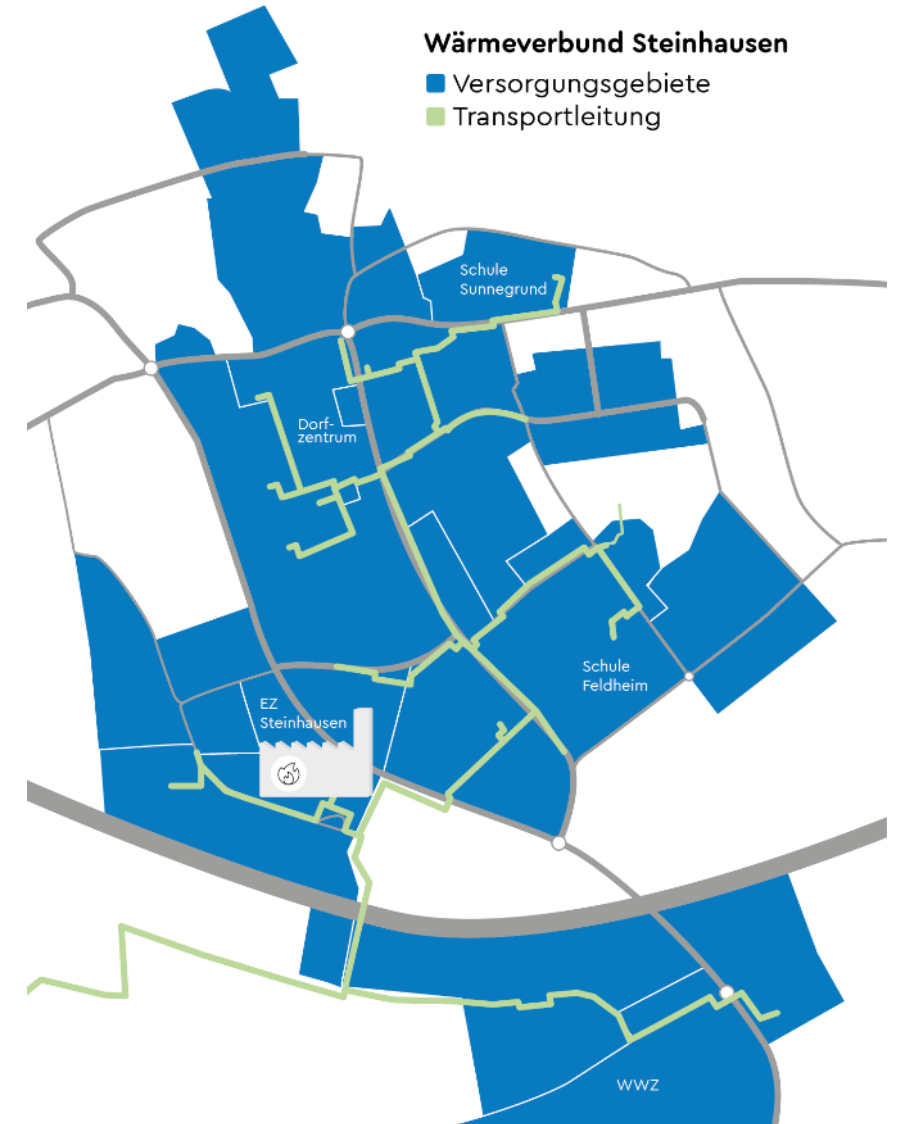 Wärmeverbund Steinhausen
Versorgungsgebiete
Transportleitung
Schule
Sunnegrund
Dorf-
zentrum
Schule
Feldheim
EZ
Steinhausen
WWZ